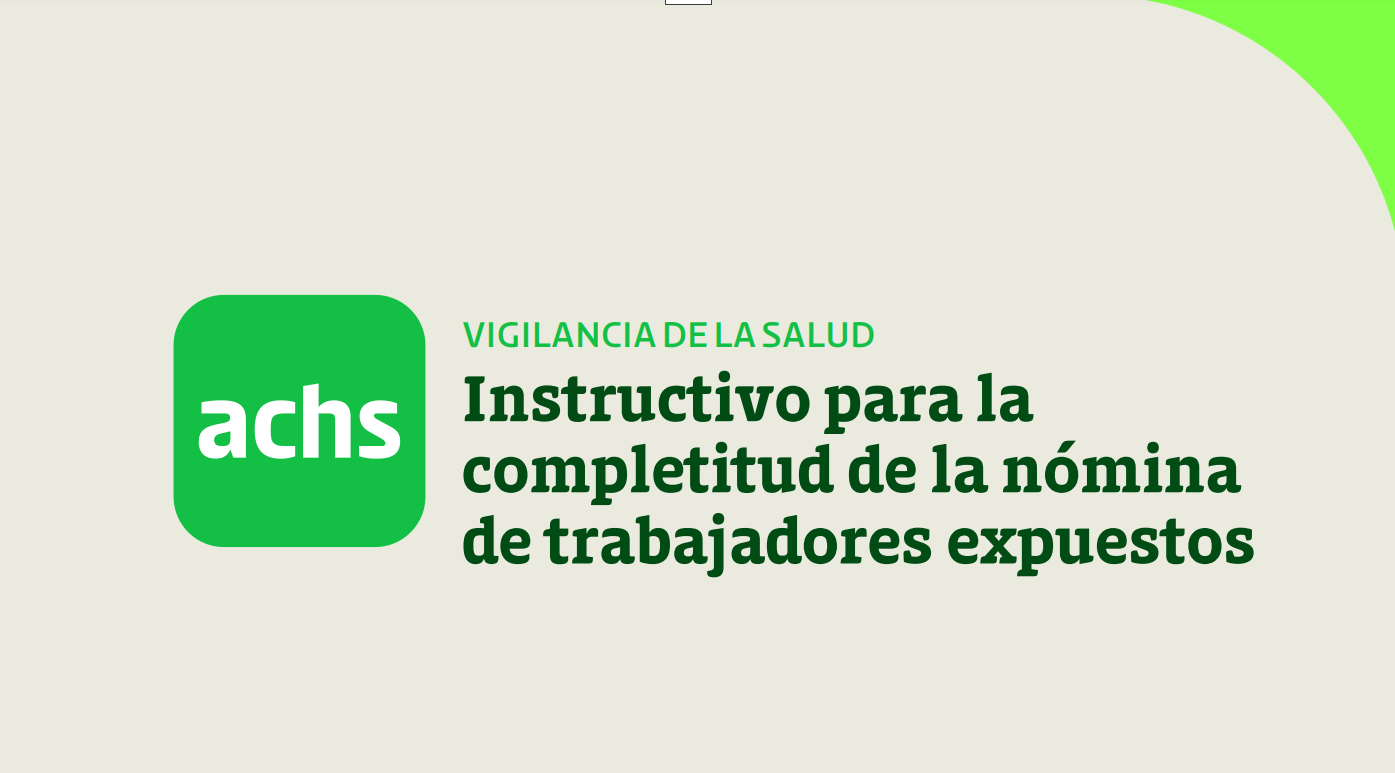 achs
VIGILANCIA DE LA SALUD
Instructivo para la
completitud de la nómina
de trabajadores expuestos